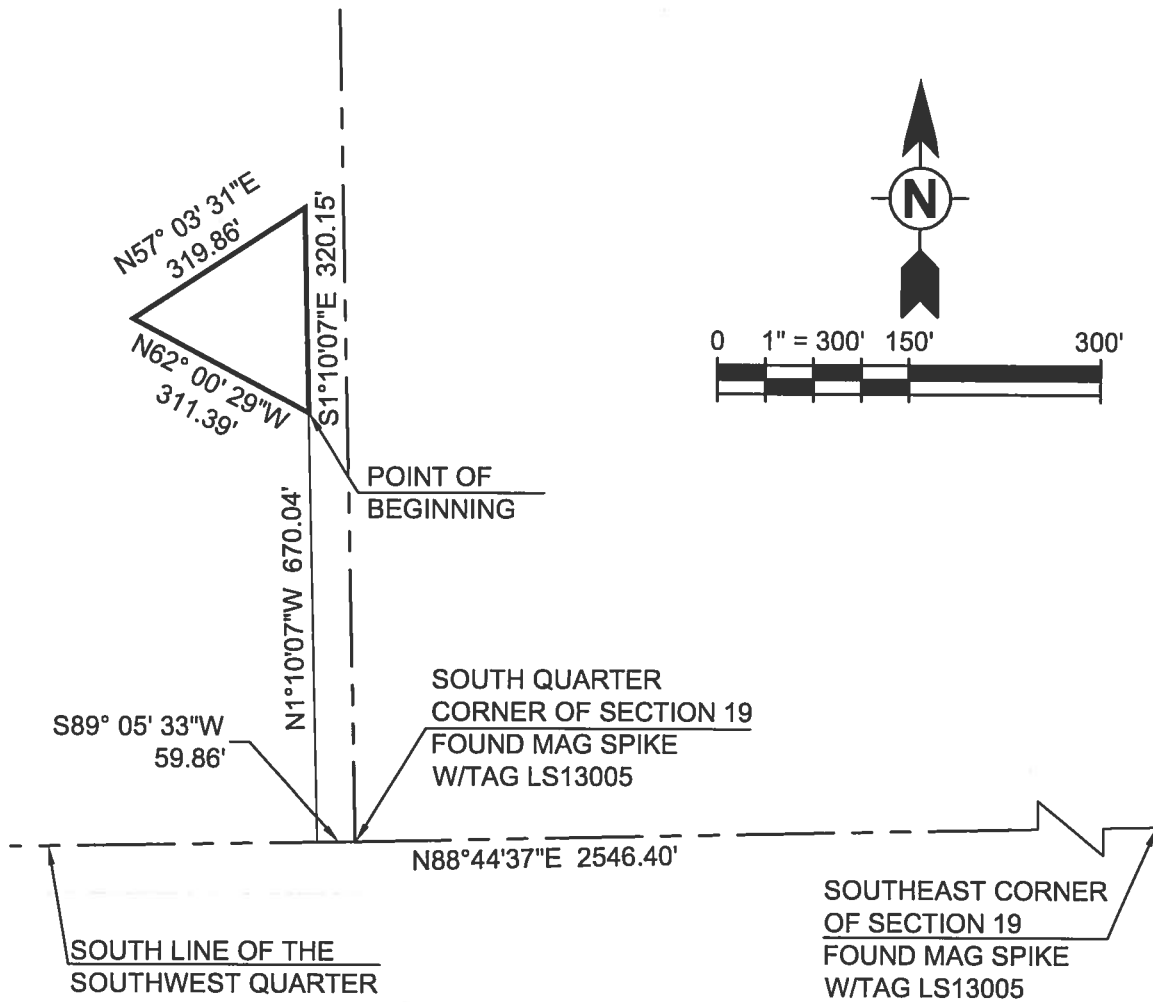 N57° 03' 31"E
319.86'
S1°10'07"E 320.15'
N62° 00' 29"W
311.39'
N
0 1" = 300' 150' 300'
POINT OF
BEGINNING
N1°10'07"W 670.04'
S89° 05' 33"W
59.86'
SOUTH QUARTER
CORNER OF SECTION 19
FOUND MAG SPIKE
W/TAG LS13005
N88°44'37"E 2546.40'
SOUTH LINE OF THE
SOUTHWEST QUARTER
SOUTHEAST CORNER
OF SECTION 19
FOUND MAG SPIKE
W/TAG LS13005